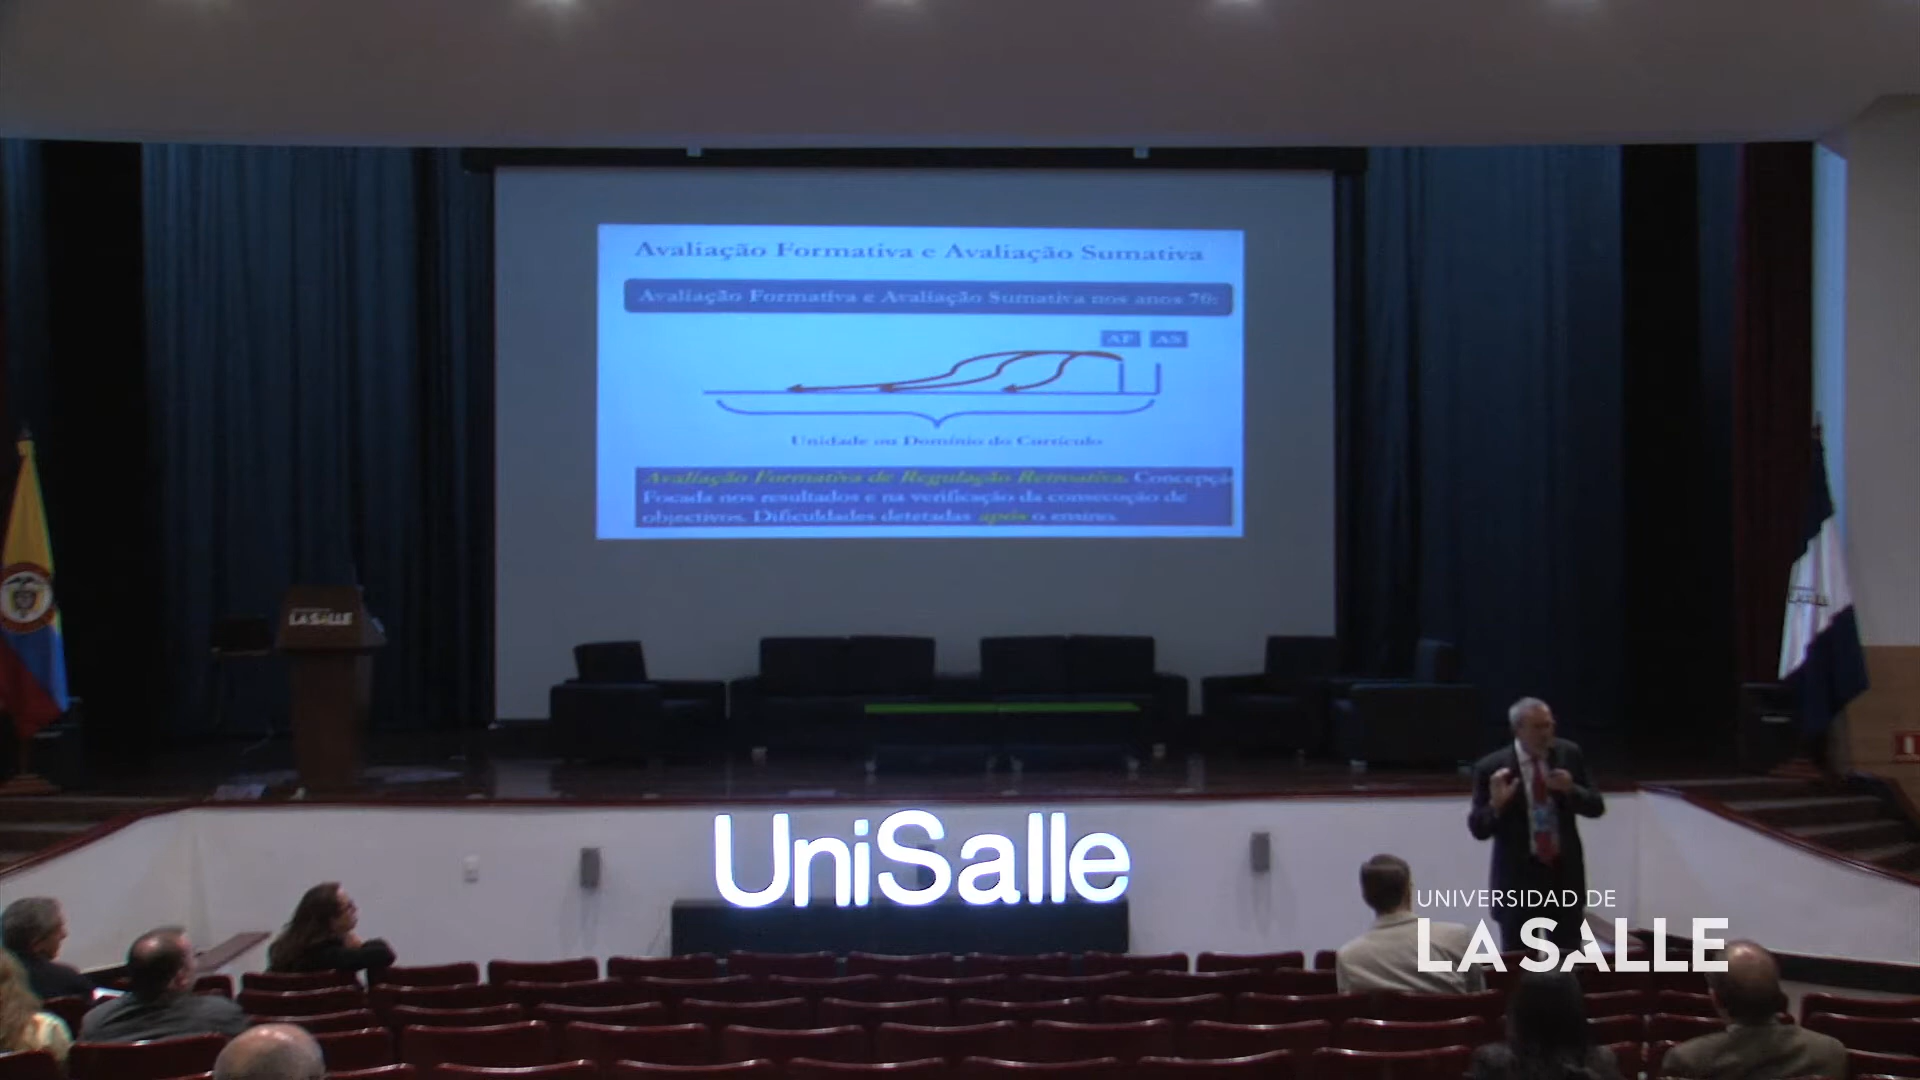 Avaliação Formativa e Avaliação Sumativa
Avaliação Formativa e Avaliação Sumativa nos anos 70:
AF AS
Unidade ou Domínio do Currículo
Avaliação Formativa de Regulação Retroativa. Concepção
Focada nos resultados e na verificação da consecução de
objectivos. Dificuldades detetadas após o ensino.
LA SALLE
UniSalle
UNIVERSIDAD DE
LA SALLE